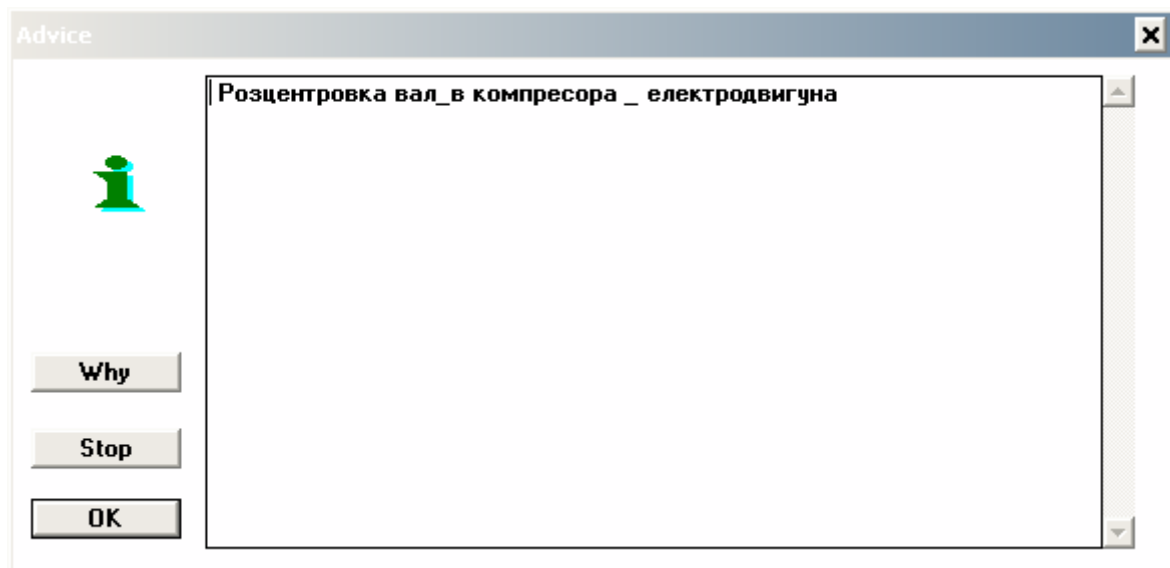 Advice
Розцентровка вал_в компресора _ електродвигуна
Why
Stop
OK